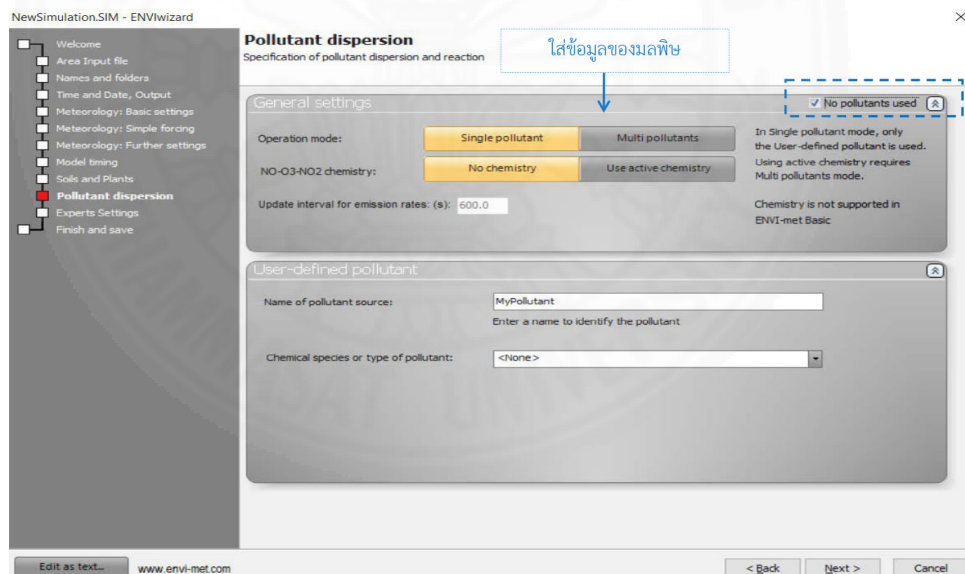 NewSimulation.SIM - ENVIwizard
Welcome
Area Input file
Names and folders
Time and Date, Output
Meteorology: Basic settings
Meteorology: Simple forcing
Meteorology: Further settings
Model timing
Soils and Plants
Pollutant dispersion
Experts Settings
Finish and save
Pollutant dispersion
Specification of pollutant dispersion and reaction
ใส่ข้อมูลของมลพิษ
General settings
No pollutants used
Operation mode:
Single pollutant
Multi pollutants
NO-O3-NO2 chemistry:
No chemistry
Use active chemistry
Update interval for emission rates: (s):
600.0
In Single pollutant mode, only
the User-defined pollutant is used.
Using active chemistry requires
Multi pollutants mode.
Chemistry is not supported in
ENVI-met Basic
User-defined pollutant
Name of pollutant source:
MyPollutant
Enter a name to identify the pollutant
Chemical species or type of pollutant:
<None>
Edit as text...
www.envi-met.com
< Back
Next >
Cancel